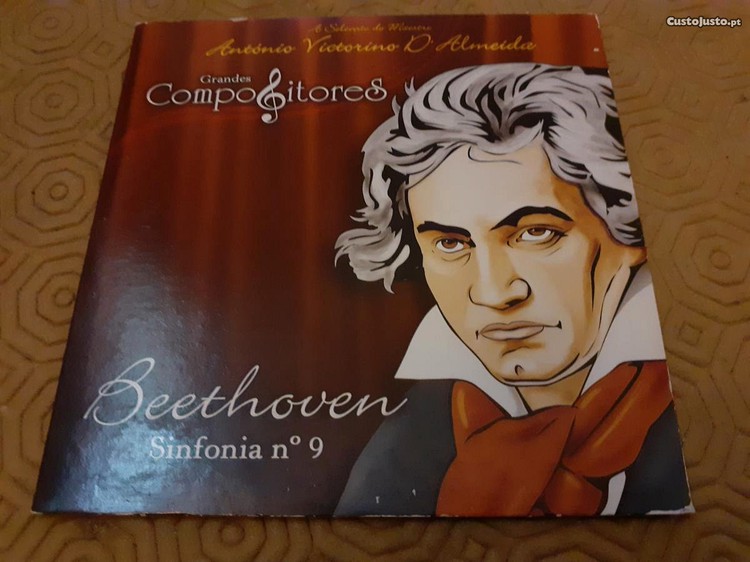 CustoJusto.pt
A Selecção do Maestro
António Victorino D'Almeida
Grandes
Compositores
Beethoven
Sinfonia nº 9